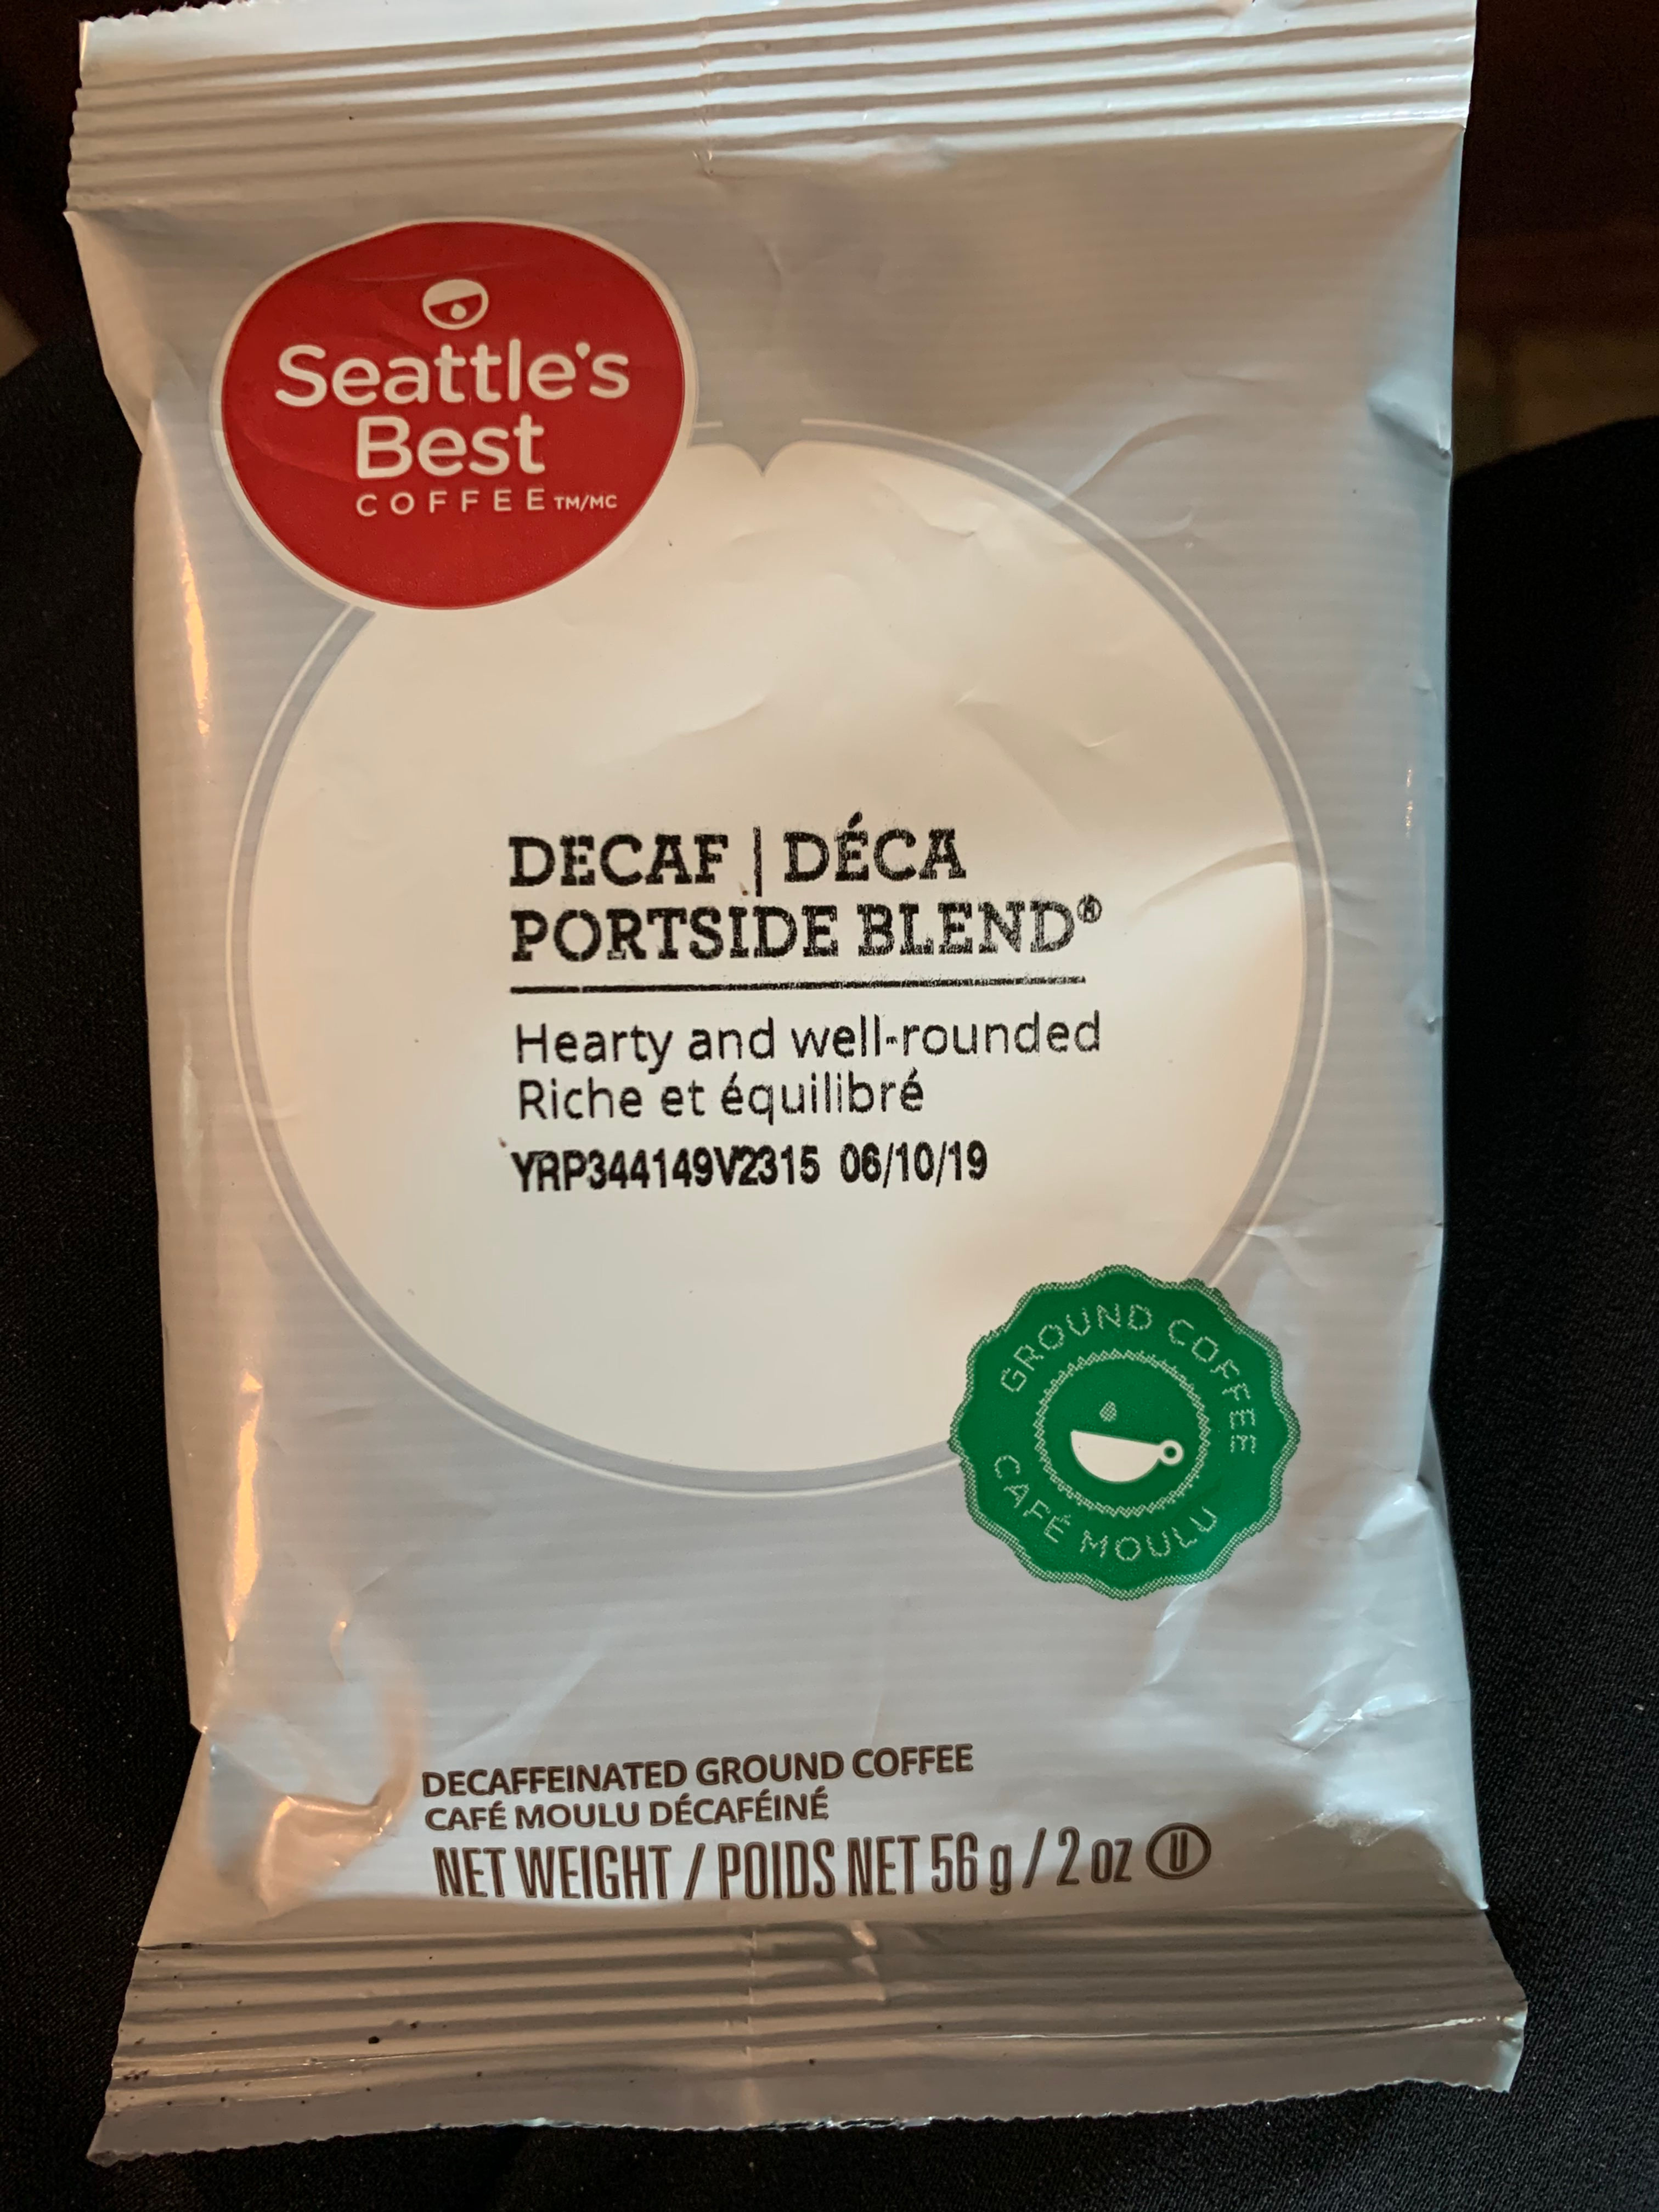 Seattle's
Best
COFFEE TM/MC
DECAF | DÉCA
PORTSIDE BLEND®
Hearty and well-rounded
Riche et équilibré
YRP344149V2315 06/10/19
GROUND COFFEE
CAFÉ MOULU
DECAFFEINATED GROUND COFFEE
CAFÉ MOULU DÉCAFÉINÉ
NET WEIGHT / POIDS NET 56 g / 2 oz Ⓤ